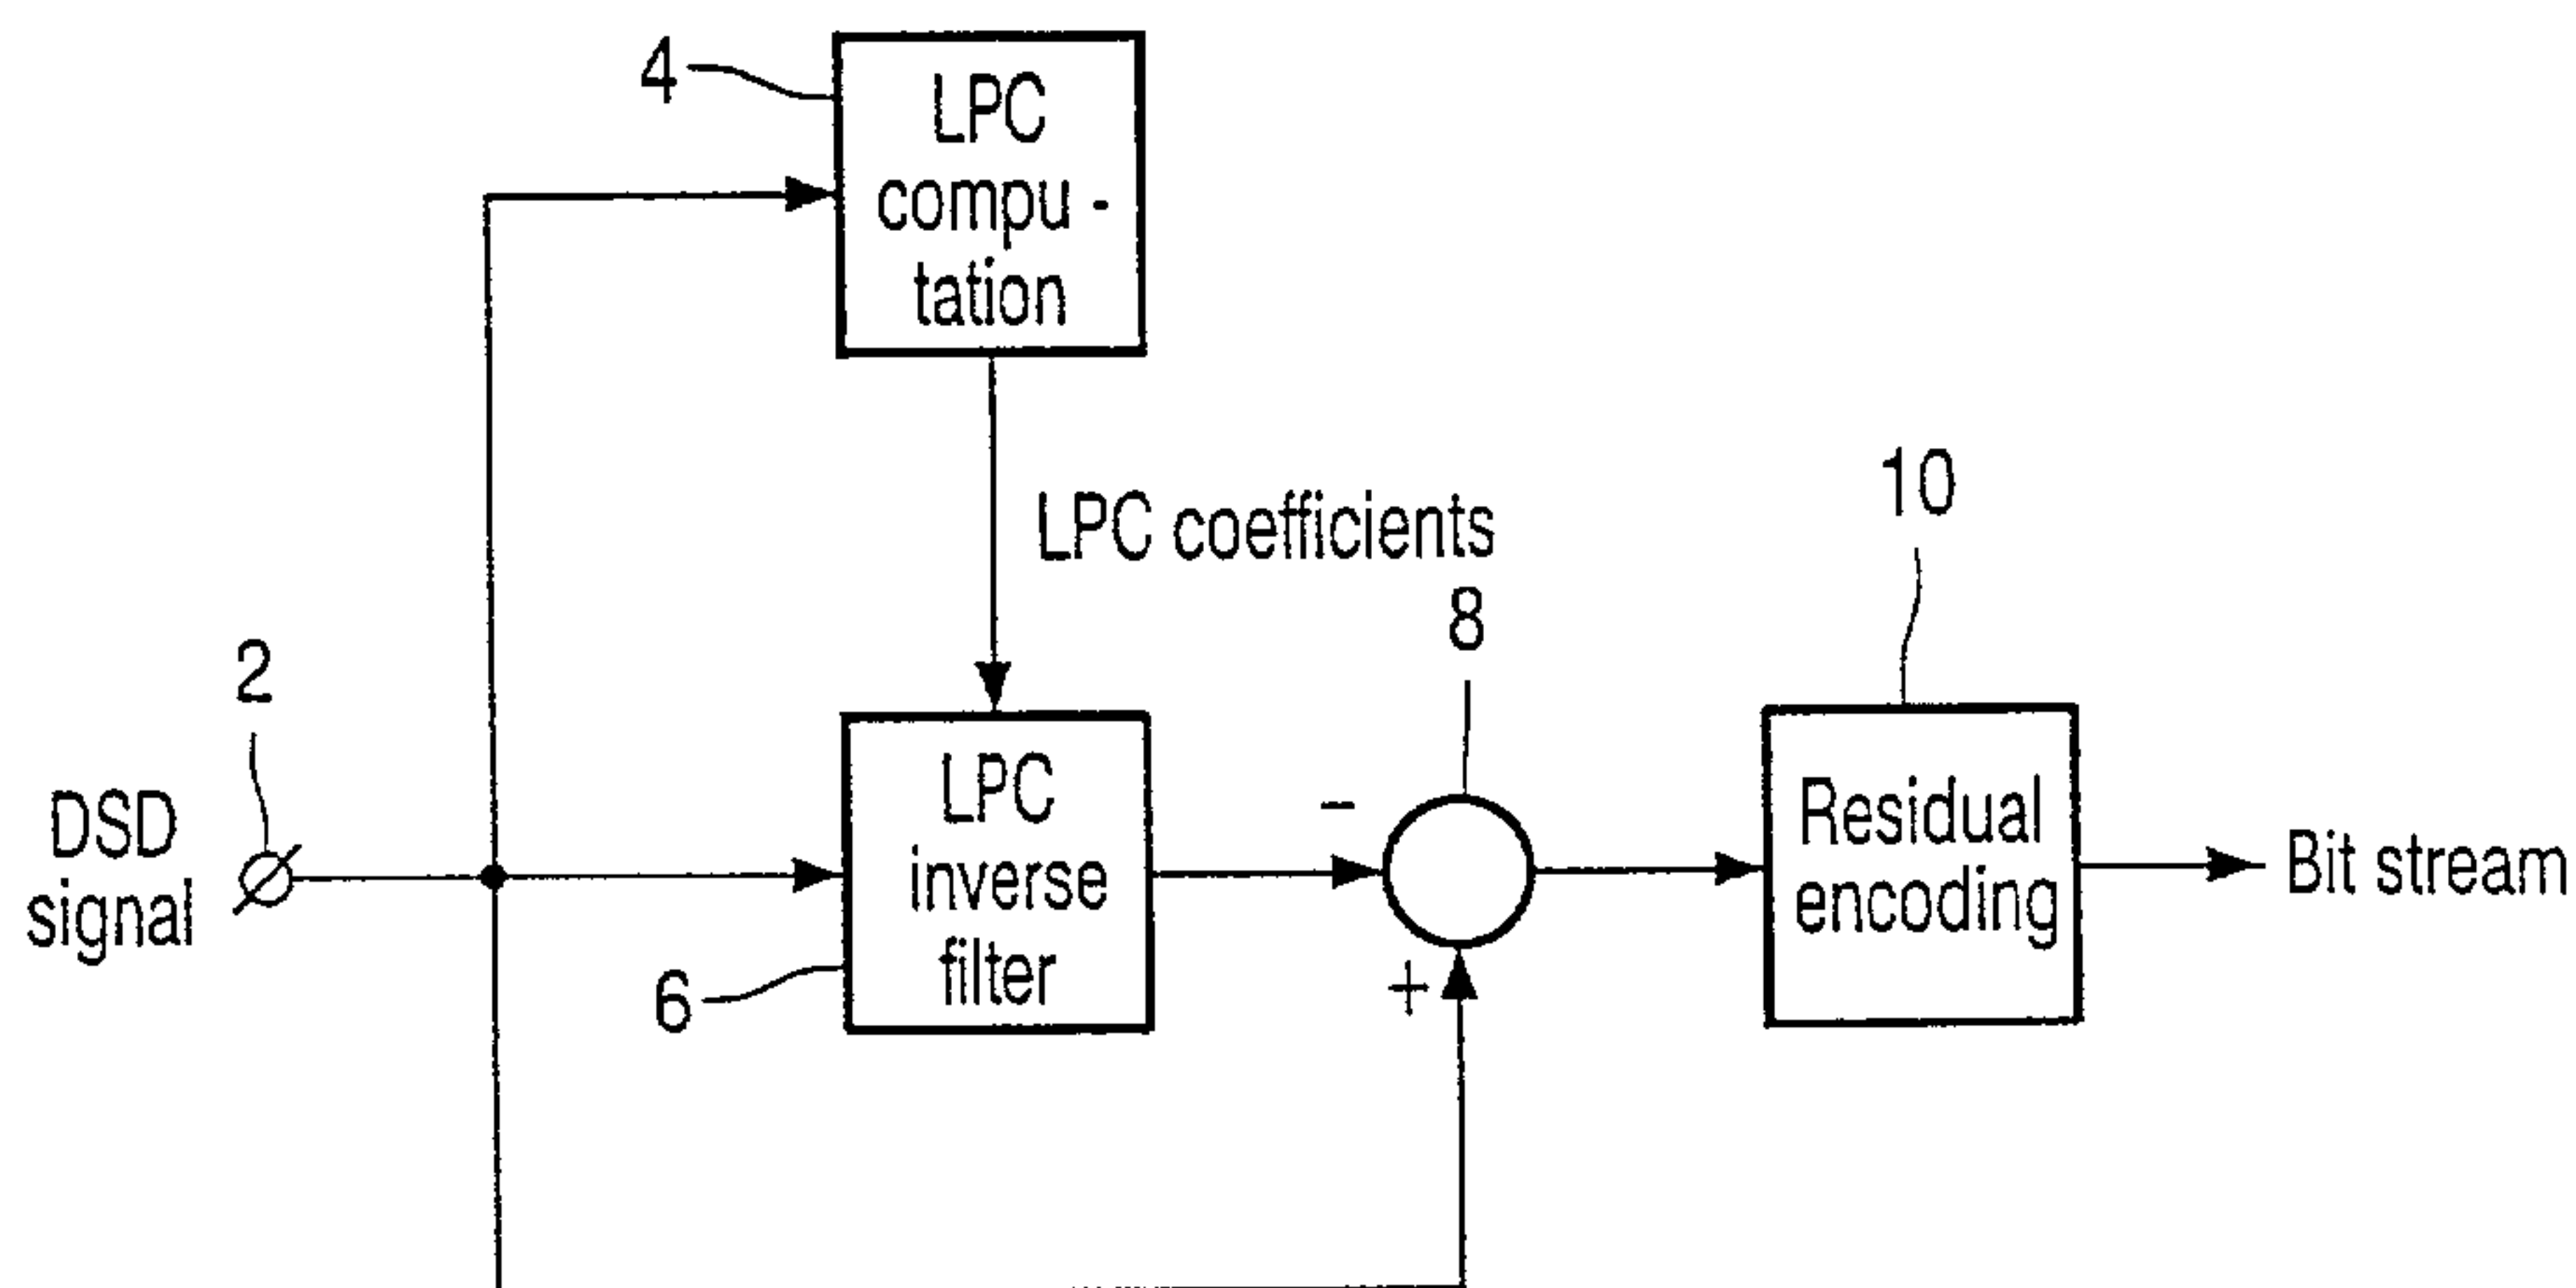 4
LPC
compu -
tation
LPC coefficients
10
8
2
DSD
signal
LPC
inverse
filter
6
-
+
Residual
encoding
Bit stream